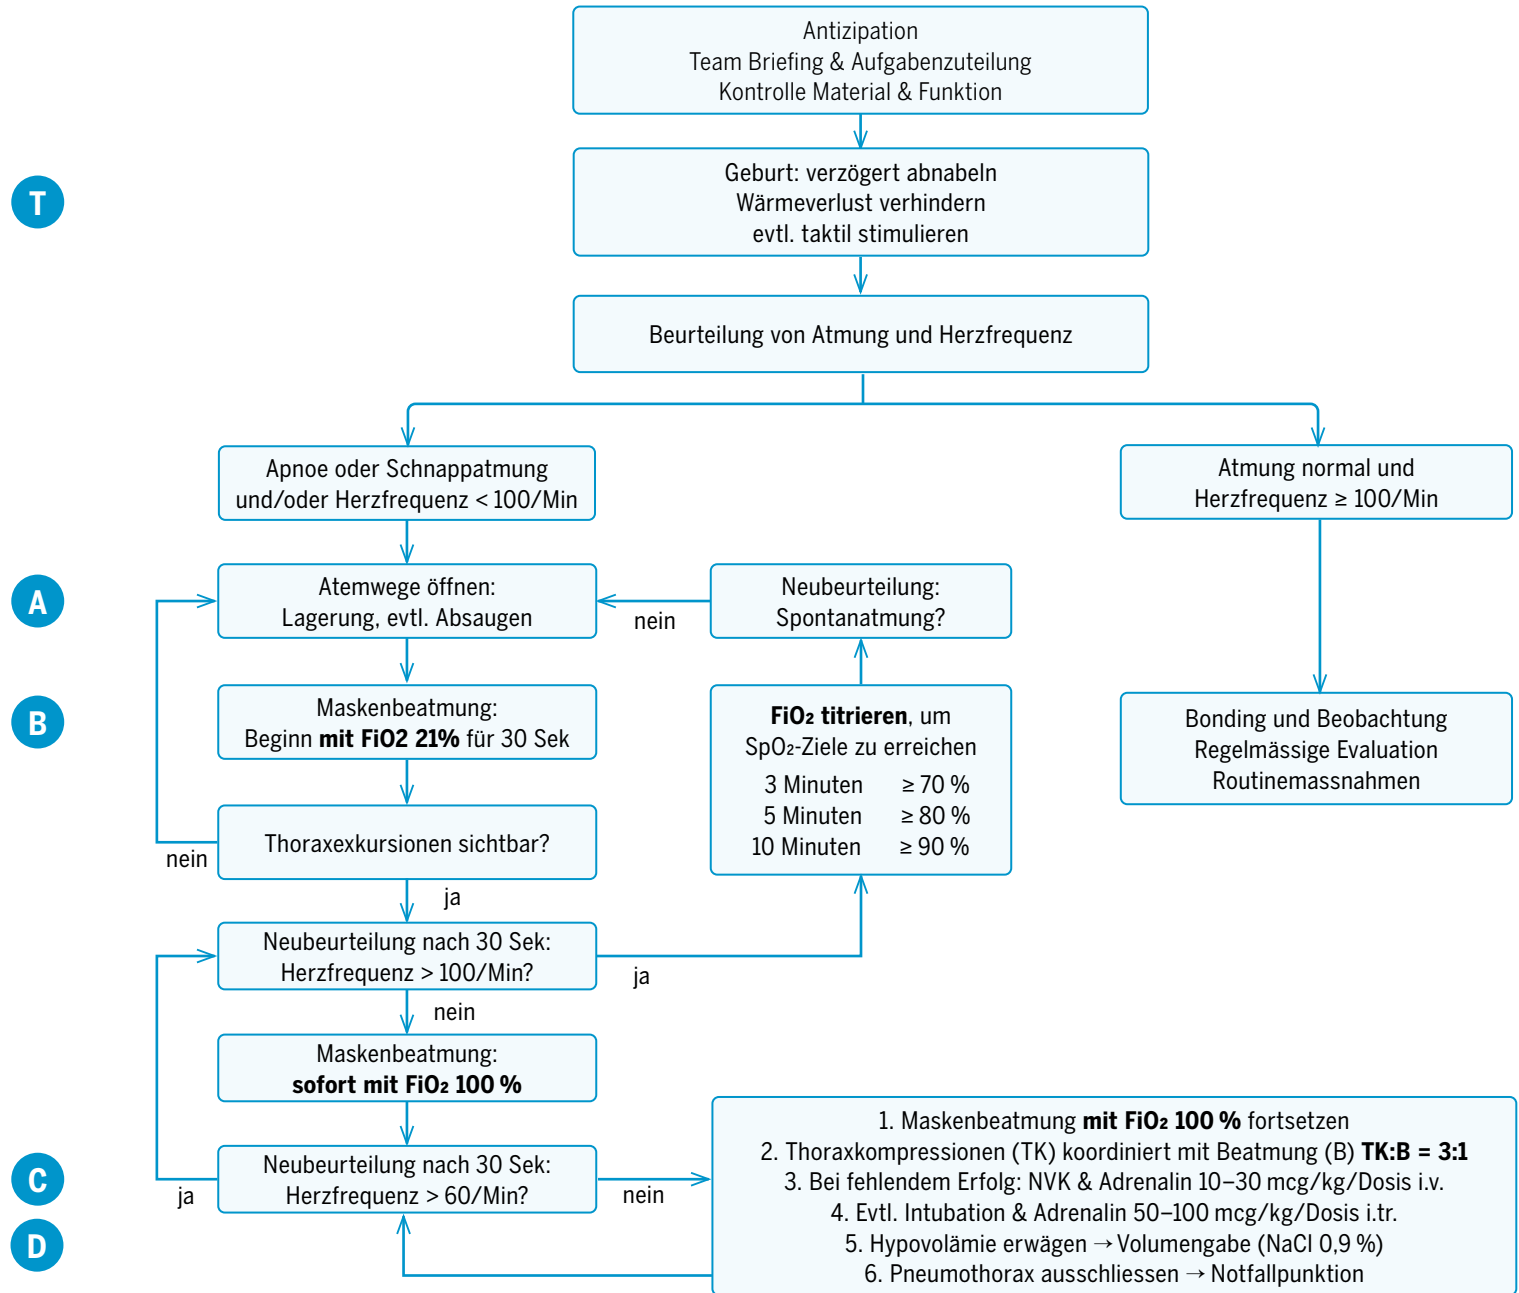 Antizipation
Team Briefing & Aufgabenzuteilung
Kontrolle Material & Funktion
T
Geburt: verzögert abnabeln
Wärmeverlust verhindern
evtl. taktil stimulieren
Beurteilung von Atmung und Herzfrequenz
Apnoe oder Schnappatmung
und/oder Herzfrequenz < 100/Min
Atmung normal und
Herzfrequenz ≥ 100/Min
A
Atemwege öffnen:
Lagerung, evtl. Absaugen
nein
Neubeurteilung:
Spontanatmung?
B
Maskenbeatmung:
Beginn mit FiO2 21% für 30 Sek
FiO₂ titrieren, um
SpO₂-Ziele zu erreichen
3 Minuten ≥ 70 %
5 Minuten ≥ 80 %
10 Minuten ≥ 90 %
Bonding und Beobachtung
Regelmässige Evaluation
Routinemassnahmen
Thoraxexkursionen sichtbar?
nein
ja
Neubeurteilung nach 30 Sek:
Herzfrequenz > 100/Min?
ja
nein
Maskenbeatmung:
sofort mit FiO₂ 100 %
C
Neubeurteilung nach 30 Sek:
Herzfrequenz > 60/Min?
ja
nein
D
1. Maskenbeatmung mit FiO₂ 100 % fortsetzen
2. Thoraxkompressionen (TK) koordiniert mit Beatmung (B) TK:B = 3:1
3. Bei fehlendem Erfolg: NVK & Adrenalin 10–30 mcg/kg/Dosis i.v.
4. Evtl. Intubation & Adrenalin 50–100 mcg/kg/Dosis i.tr.
5. Hypovolämie erwägen → Volumengabe (NaCl 0,9 %)
6. Pneumothorax ausschliessen → Notfallpunktion